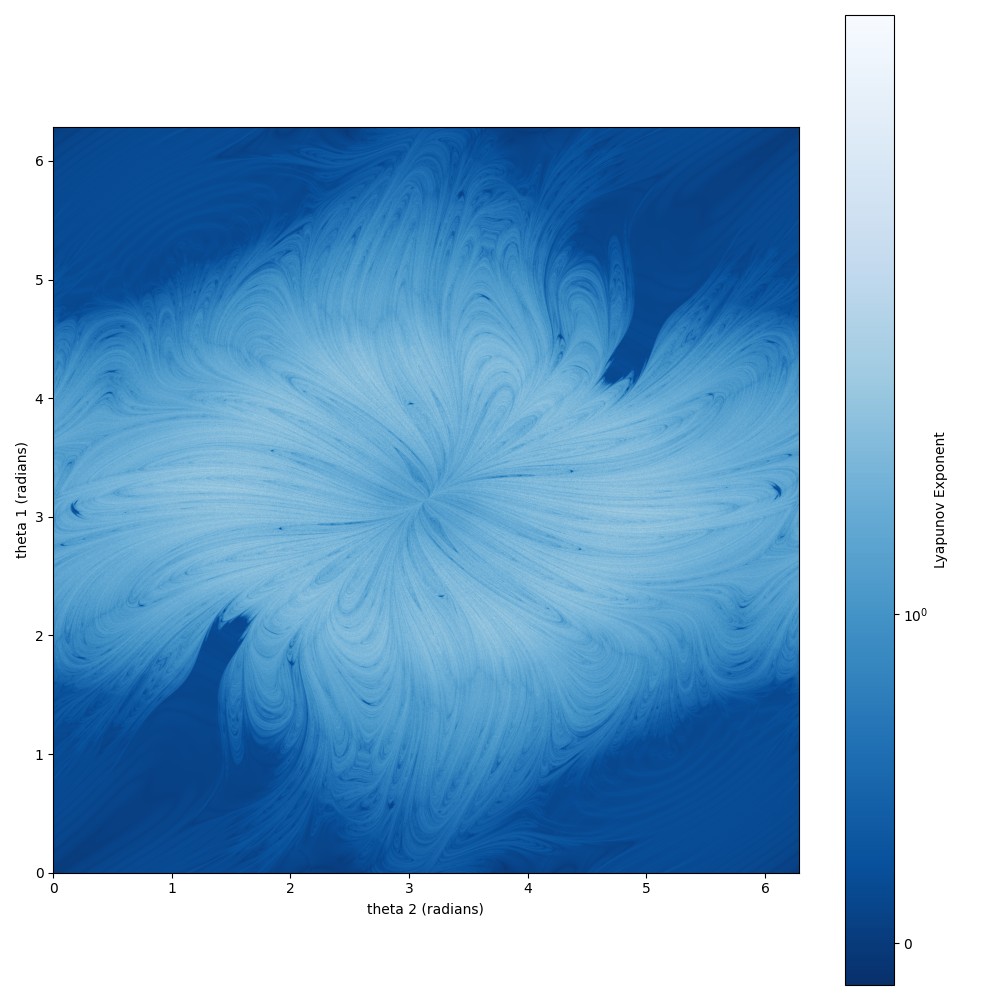 6
5
4
3
2
1
0
theta 1 (radians)
0 1 2 3 4 5 6
theta 2 (radians)
10⁰
0
Lyapunov Exponent